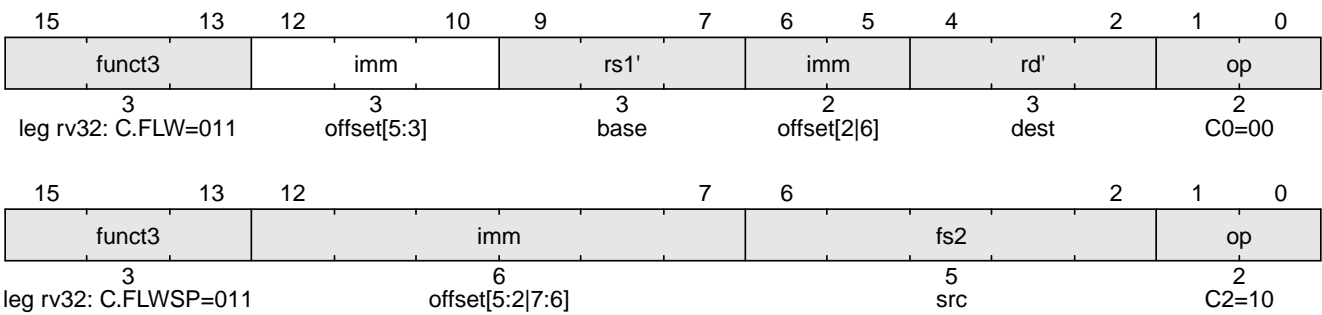 15 13 12 10 9 7 6 5 4 2 1 0
funct3 imm rs1' imm rd' op
3 3 3 2 3 2
leg rv32: C.FLW=011 offset[5:3] base offset[2|6] dest C0=00
15 13 12 7 6 2 1 0
funct3 imm fs2 op
3 6 5 2
leg rv32: C.FLWSP=011 offset[5:2|7:6] src C2=10